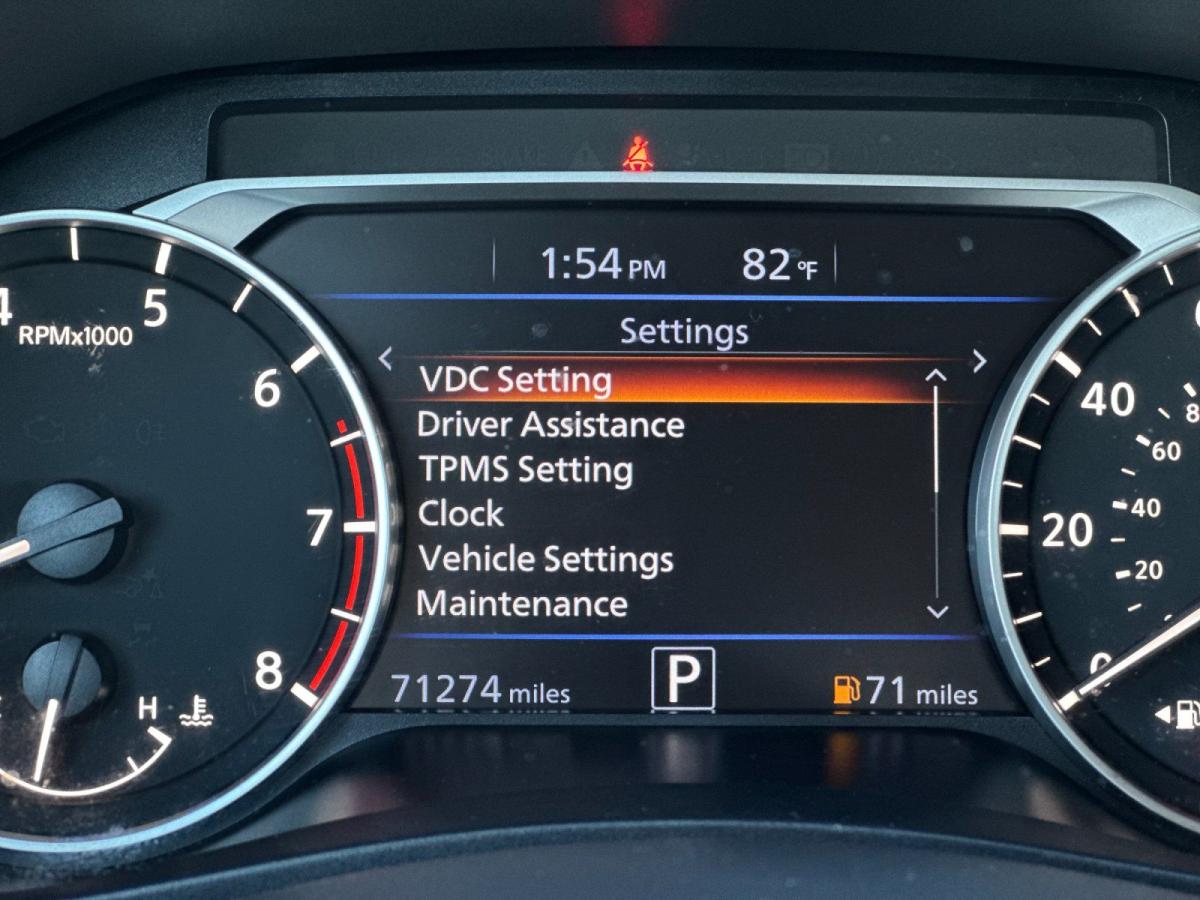 1:54 PM 82 °F
Settings
VDC Setting
Driver Assistance
TPMS Setting
Clock
Vehicle Settings
Maintenance
71274 miles P 71 miles
4 5 6 7 8
RPMx1000
H
0 20 40
20 40 60